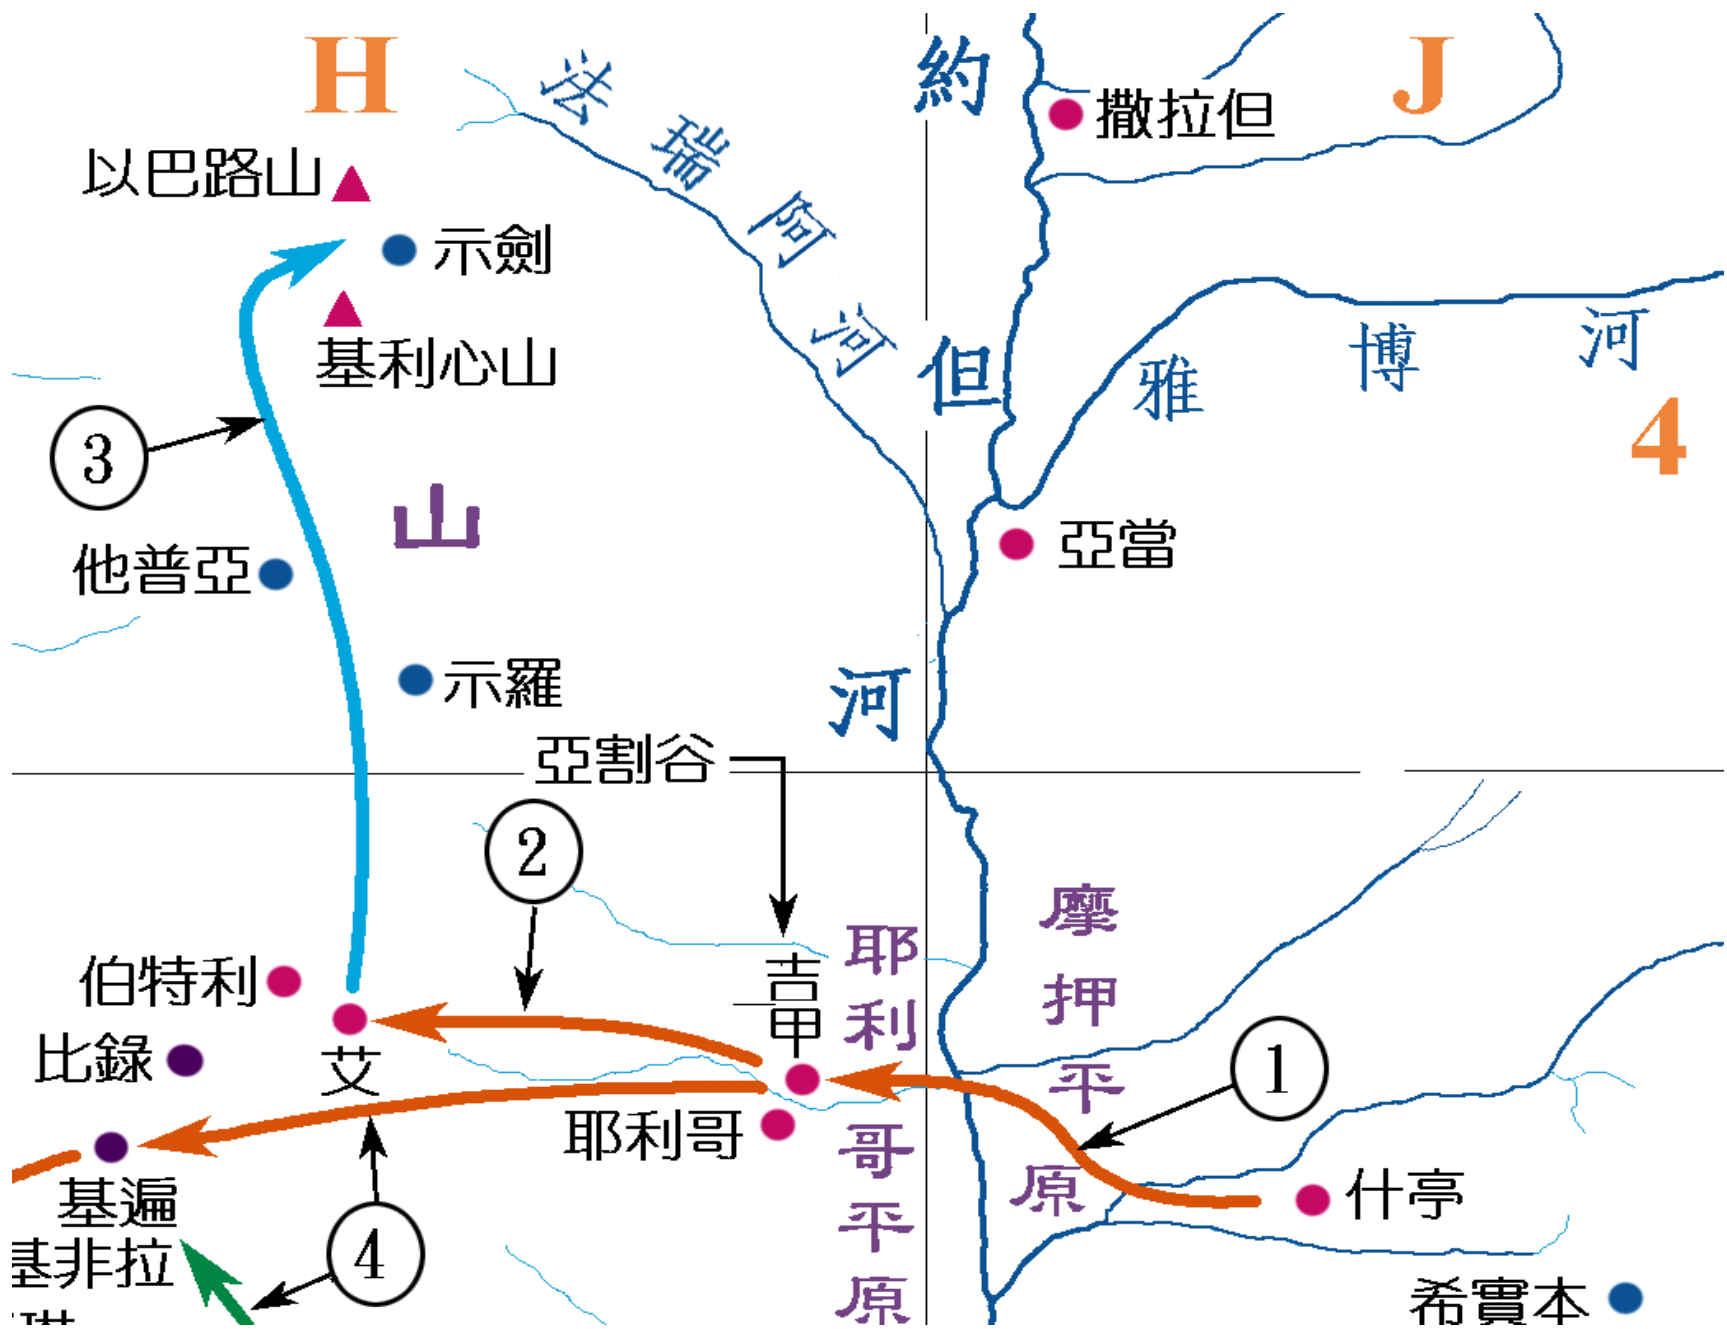 H
J
法瑞阿河
約但河
撒拉但
以巴路山
示劍
基利心山
雅博河
4
3
山
亞當
他普亞
示羅
亞割谷
2
摩押平原
耶利哥平原
吉甲
伯特利
艾
比錄
1
耶利哥
什亭
基遍
基非拉
4
希實本